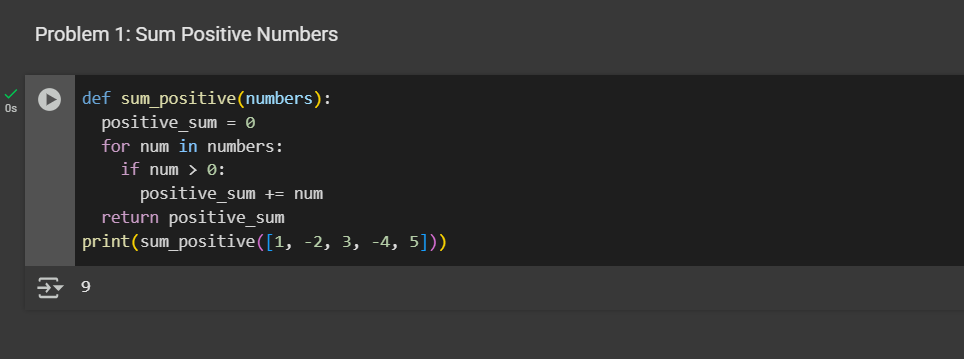 Problem 1: Sum Positive Numbers
def sum_positive(numbers):
  positive_sum = 0
  for num in numbers:
    if num > 0:
      positive_sum += num
  return positive_sum
print(sum_positive([1, -2, 3, -4, 5]))
0s
9